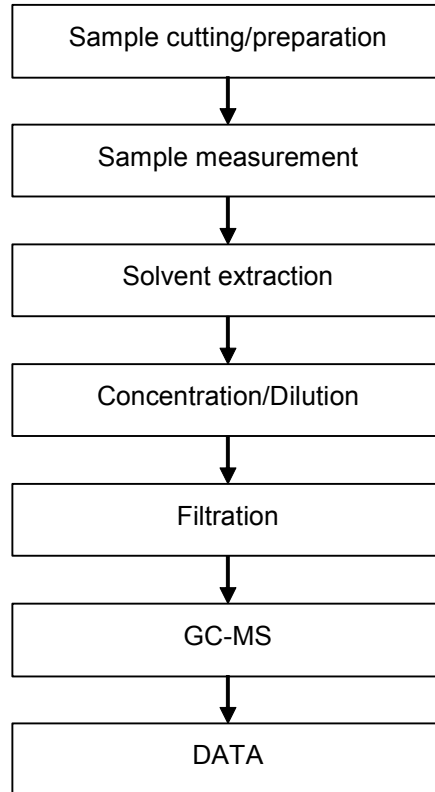 Sample cutting/preparation
Sample measurement
Solvent extraction
Concentration/Dilution
Filtration
GC-MS
DATA